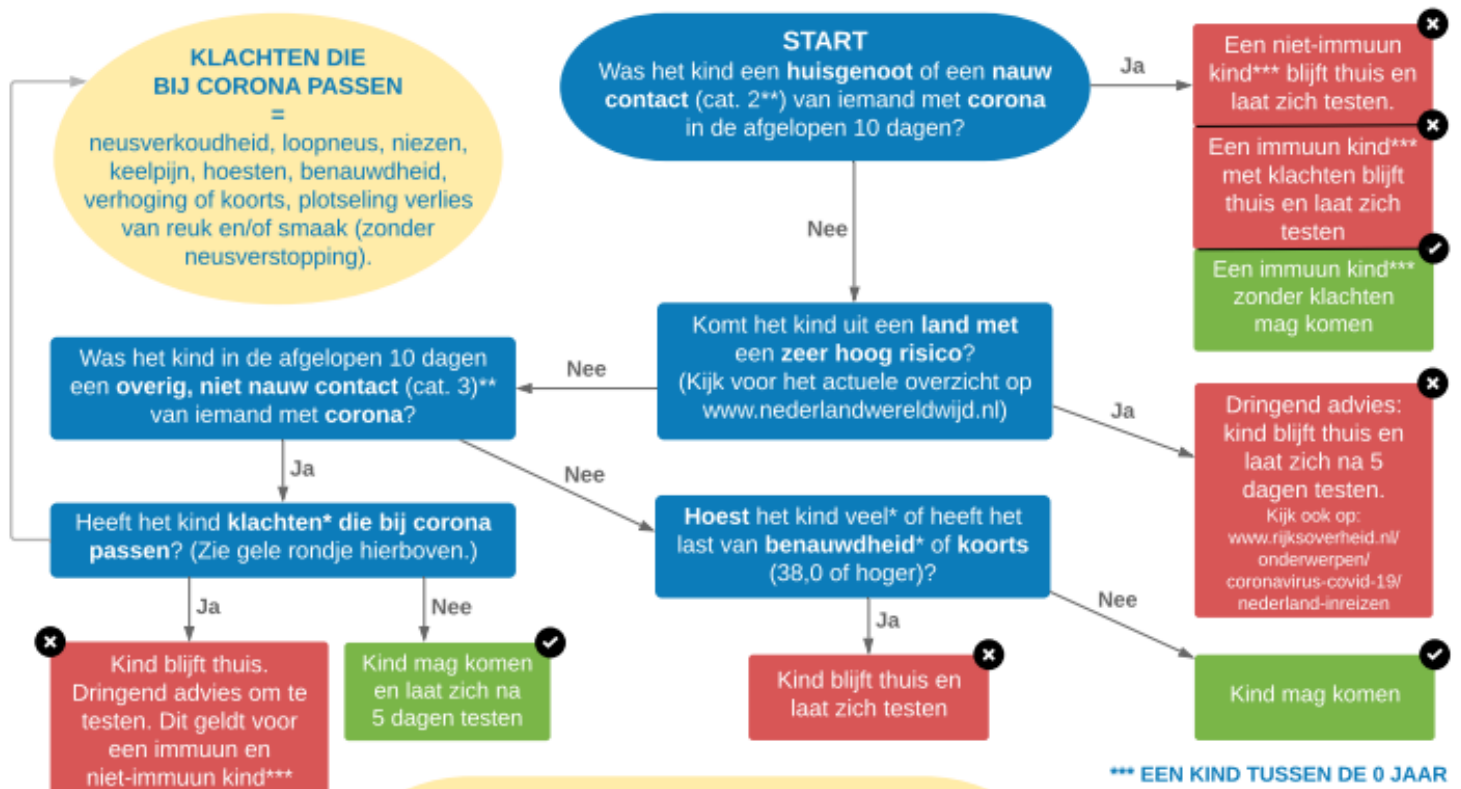 KLACHTEN DIE
BIJ CORONA PASSEN
=
neusverkoudheid, loopneus, niezen,
keelpijn, hoesten, benauwdheid,
verhoging of koorts, plotseling verlies
van reuk en/of smaak (zonder
neusverstopping).
START
Was het kind een huisgenoot of een nauw
contact (cat. 2**) van iemand met corona
in de afgelopen 10 dagen?
Ja
Een niet-immuun
kind*** blijft thuis en
laat zich testen.
Een immuun kind***
met klachten blijft
thuis en laat zich
testen
Een immuun kind***
zonder klachten
mag komen
Nee
Komt het kind uit een land met
een zeer hoog risico?
(Kijk voor het actuele overzicht op
www.nederlandwereldwijd.nl)
Ja
Dringend advies:
kind blijft thuis en
laat zich na 5
dagen testen.
Kijk ook op:
www.rijksoverheid.nl/
onderwerpen/
coronavirus-covid-19/
nederland-inreizen
Nee
Was het kind in de afgelopen 10 dagen
een overig, niet nauw contact (cat. 3)**
van iemand met corona?
Ja
Nee
Heeft het kind klachten* die bij corona
passen? (Zie gele rondje hierboven.)
Ja
Nee
Kind blijft thuis.
Dringend advies om te
testen. Dit geldt voor
een immuun en
niet-immuun kind***
Kind mag komen
en laat zich na
5 dagen testen
Hoest het kind veel* of heeft het
last van benauwdheid* of koorts
(38,0 of hoger)?
Ja
Nee
Kind blijft thuis en
laat zich testen
Kind mag komen
*** EEN KIND TUSSEN DE 0 JAAR